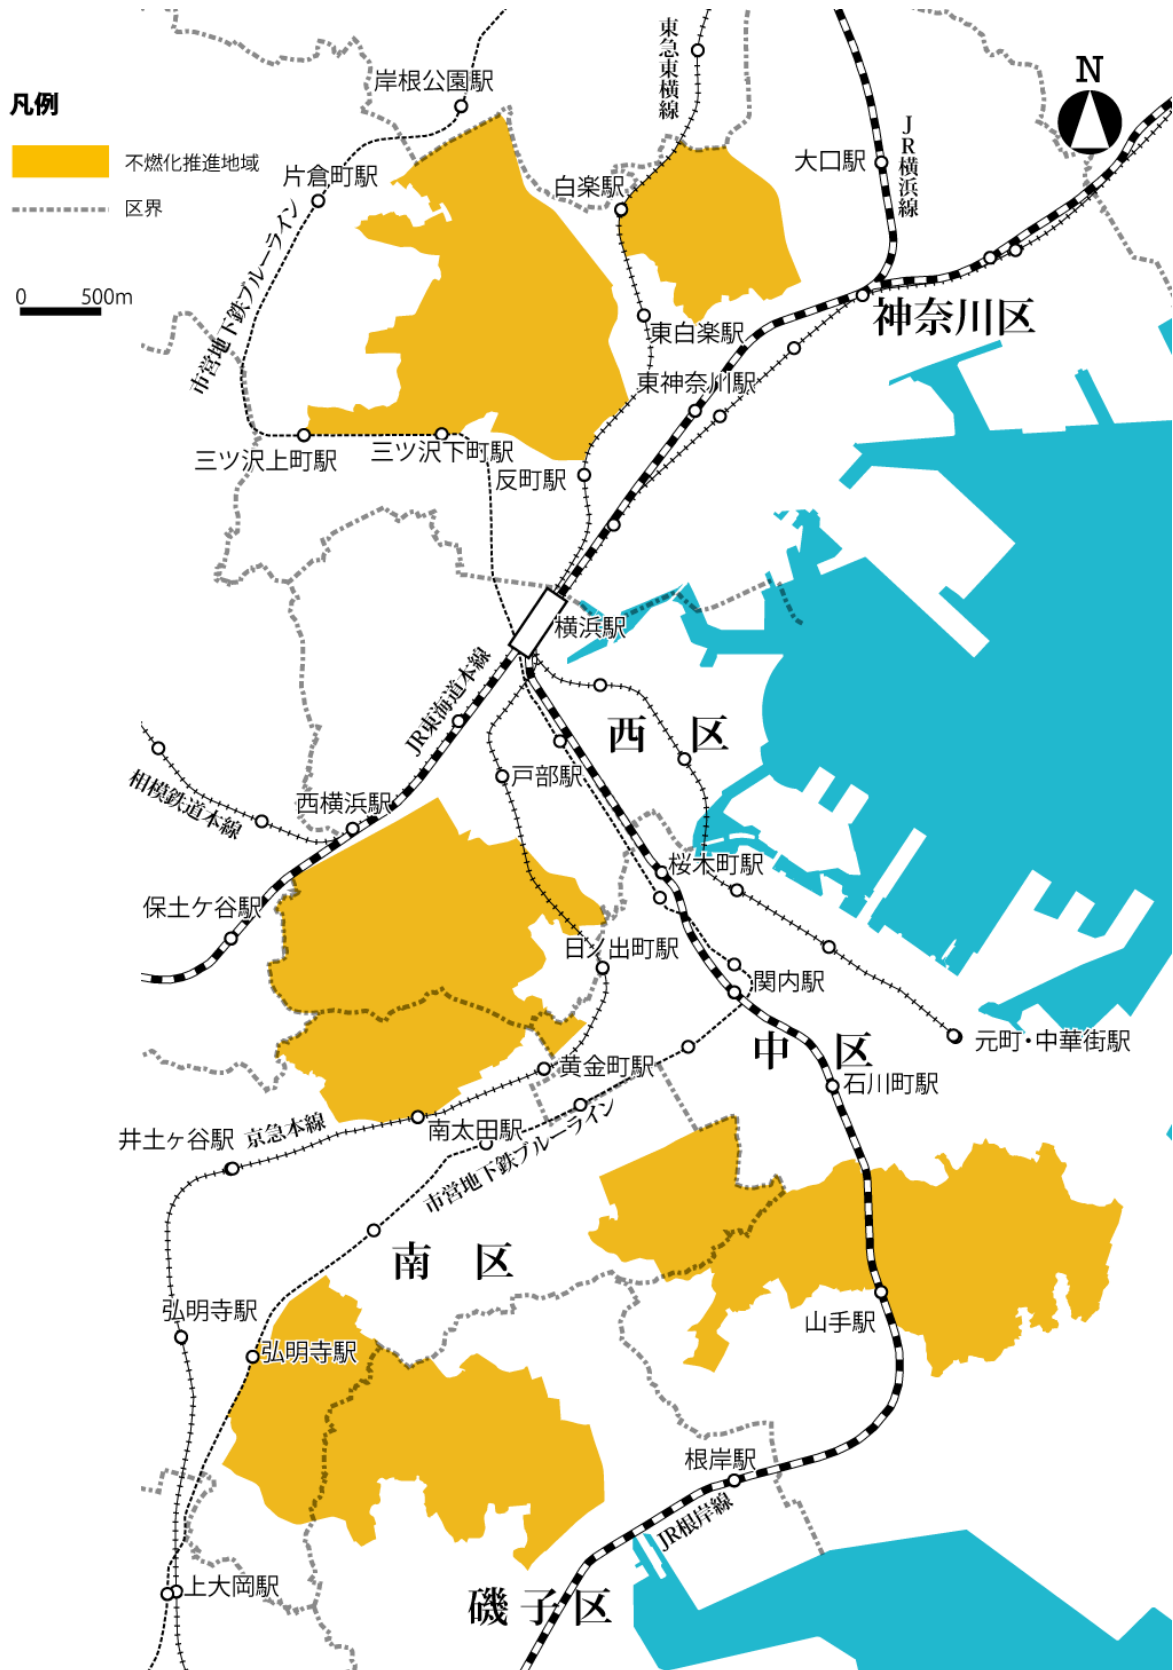 凡例
不燃化推進地域
区界
0 500m
N
岸根公園駅
東急東横線
片倉町駅
白楽駅
大口駅
JR横浜線
市営地下鉄ブルーライン
神奈川区
東白楽駅
東神奈川駅
三ツ沢上町駅
三ツ沢下町駅
反町駅
横浜駅
JR東海道本線
西区
戸部駅
相模鉄道本線
西横浜駅
桜木町駅
保土ケ谷駅
日ノ出町駅
関内駅
元町・中華街駅
中区
黄金町駅
石川町駅
井土ヶ谷駅
京急本線
南太田駅
市営地下鉄ブルーライン
南区
弘明寺駅
弘明寺駅
山手駅
根岸駅
JR根岸線
上大岡駅
磯子区